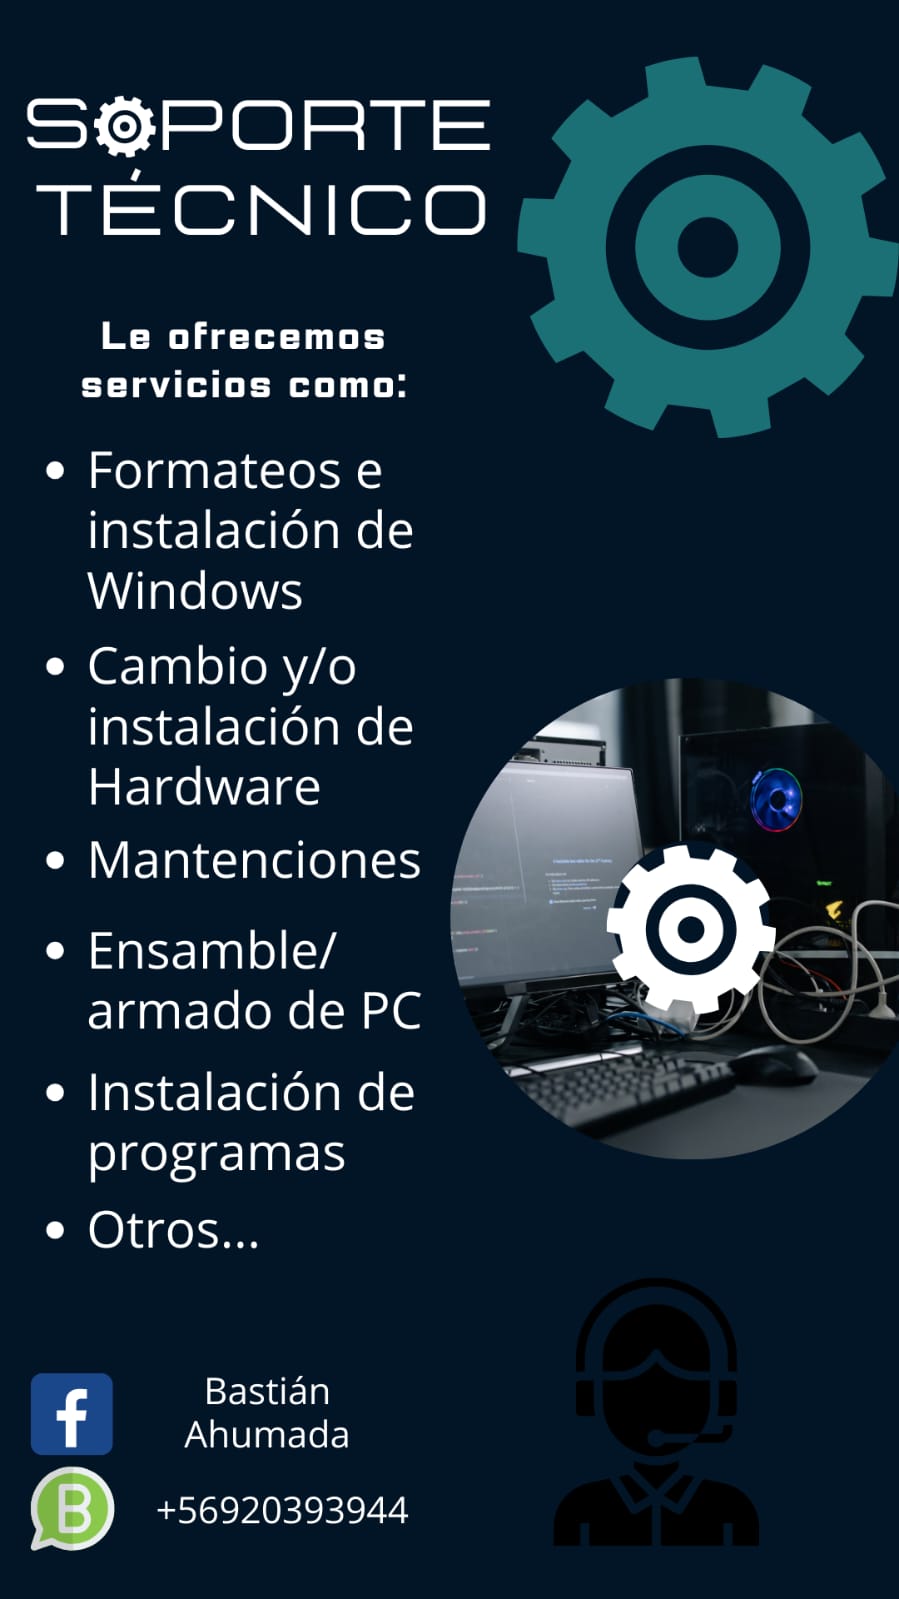 SOPORTE
TÉCNICO
Le ofrecemos
servicios como:
• Formateos e
instalación de
Windows
• Cambio y/o
instalación de
Hardware
• Mantenciones
• Ensamble/
armado de PC
• Instalación de
programas
• Otros...
Bastián
Ahumada
+56920393944